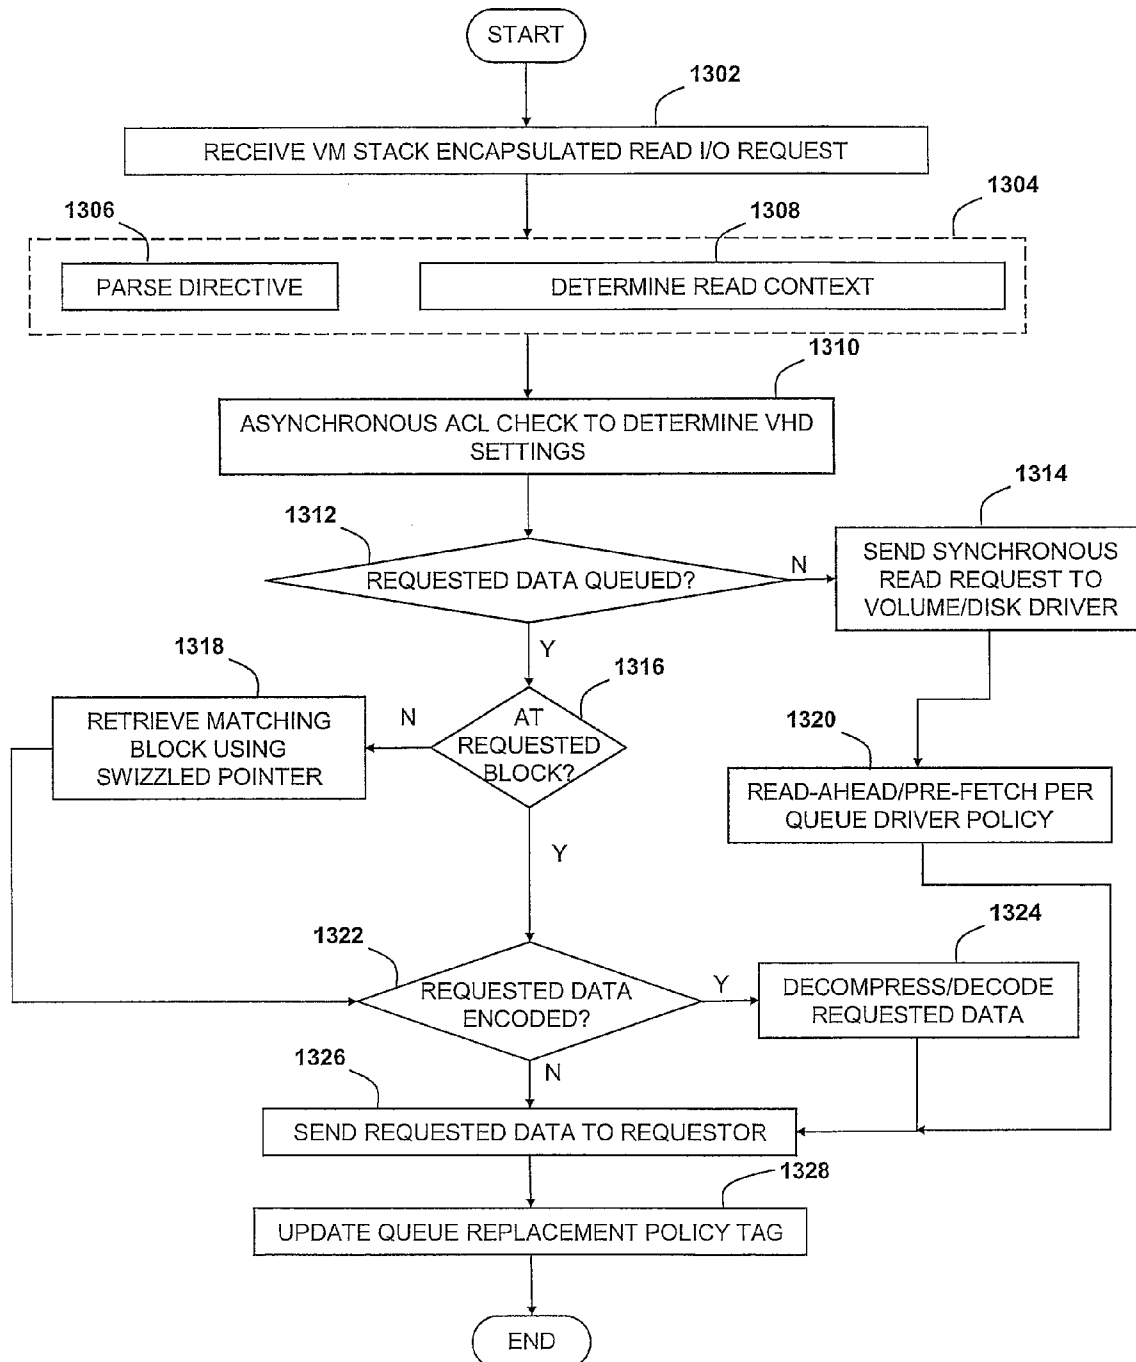 START
1302
RECEIVE VM STACK ENCAPSULATED READ I/O REQUEST
1304
1306
1308
PARSE DIRECTIVE
DETERMINE READ CONTEXT
1310
ASYNCHRONOUS ACL CHECK TO DETERMINE VHD
SETTINGS
1312
REQUESTED DATA QUEUED?
N
1314
SEND SYNCHRONOUS
READ REQUEST TO
VOLUME/DISK DRIVER
Y
1316
AT
REQUESTED
BLOCK?
N
1318
RETRIEVE MATCHING
BLOCK USING
SWIZZLED POINTER
1320
READ-AHEAD/PRE-FETCH PER
QUEUE DRIVER POLICY
Y
1322
REQUESTED DATA
ENCODED?
Y
1324
DECOMPRESS/DECODE
REQUESTED DATA
N
1326
SEND REQUESTED DATA TO REQUESTOR
1328
UPDATE QUEUE REPLACEMENT POLICY TAG
END